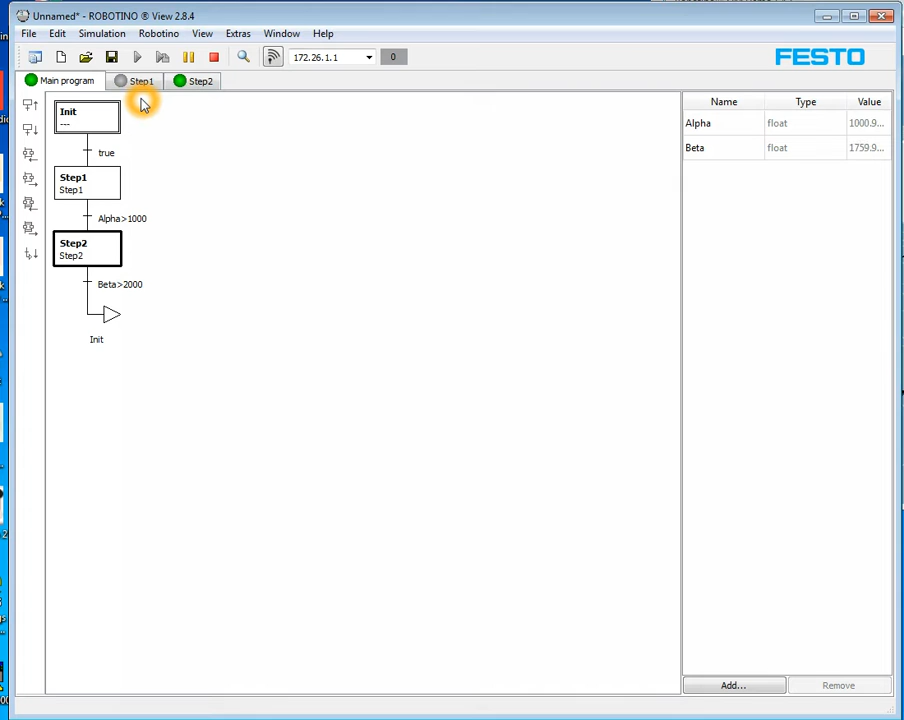 Unnamed* - ROBOTINO ® View 2.8.4
File Edit Simulation Robotino View Extras Window Help
172.26.1.1 0 FESTO
Main program Step1 Step2
Init
---
true
Step1
Step1
Alpha>1000
Step2
Step2
Beta>2000
Init
Name Type Value
Alpha float 1000.9...
Beta float 1759.9...
Add... Remove